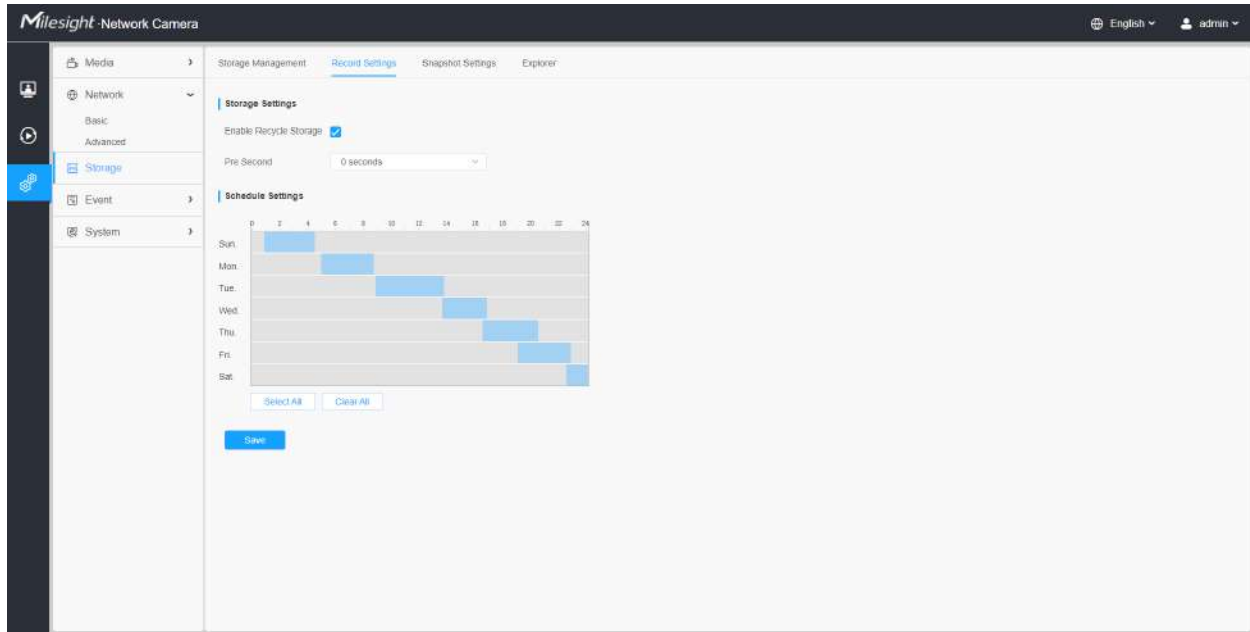 Milesight ·Network Camera
English
admin
Media
Network
Basic
Advanced
Storage
Event
System
Storage Management
Record Settings
Snapshot Settings
Explorer
Storage Settings
Enable Recycle Storage
Pre Second
0 seconds
Schedule Settings
0 2 4 6 8 10 12 14 16 18 20 22 24
Sun.
Mon.
Tue.
Wed.
Thu.
Fri.
Sat.
Select All
Clear All
Save